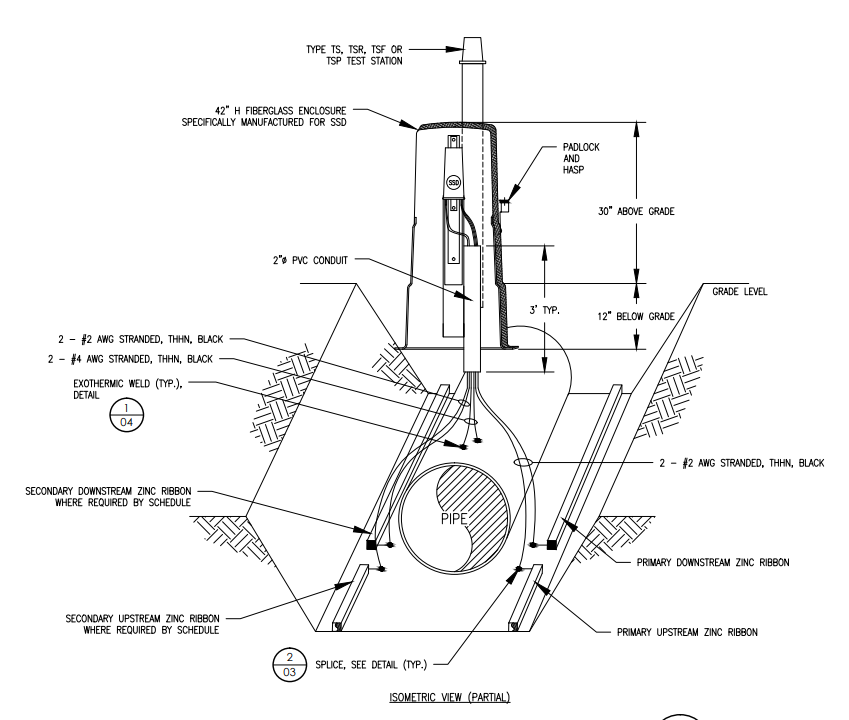 TYPE TS, TSR, TSF OR
TSP TEST STATION
42" H FIBERGLASS ENCLOSURE
SPECIFICALLY MANUFACTURED FOR SSD
PADLOCK
AND
HASP
SSD
30" ABOVE GRADE
2"ø PVC CONDUIT
GRADE LEVEL
3' TYP.
12" BELOW GRADE
2 - #2 AWG STRANDED, THHN, BLACK
2 - #4 AWG STRANDED, THHN, BLACK
EXOTHERMIC WELD (TYP.),
DETAIL
1
04
2 - #2 AWG STRANDED, THHN, BLACK
SECONDARY DOWNSTREAM ZINC RIBBON
WHERE REQUIRED BY SCHEDULE
PIPE
PRIMARY DOWNSTREAM ZINC RIBBON
SECONDARY UPSTREAM ZINC RIBBON
WHERE REQUIRED BY SCHEDULE
PRIMARY UPSTREAM ZINC RIBBON
2
03
SPLICE, SEE DETAIL (TYP.)
ISOMETRIC VIEW (PARTIAL)